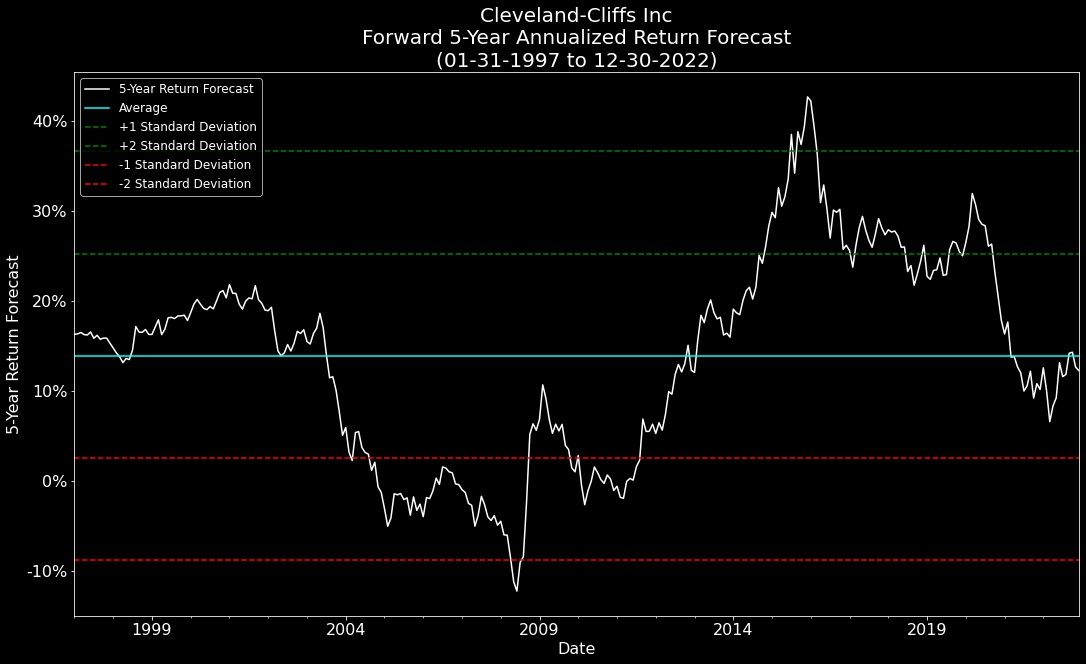 Cleveland-Cliffs Inc
Forward 5-Year Annualized Return Forecast
(01-31-1997 to 12-30-2022)
5-Year Return Forecast
Average
+1 Standard Deviation
+2 Standard Deviation
-1 Standard Deviation
-2 Standard Deviation
5-Year Return Forecast
40%
30%
20%
10%
0%
-10%
1999
2004
2009
2014
2019
Date